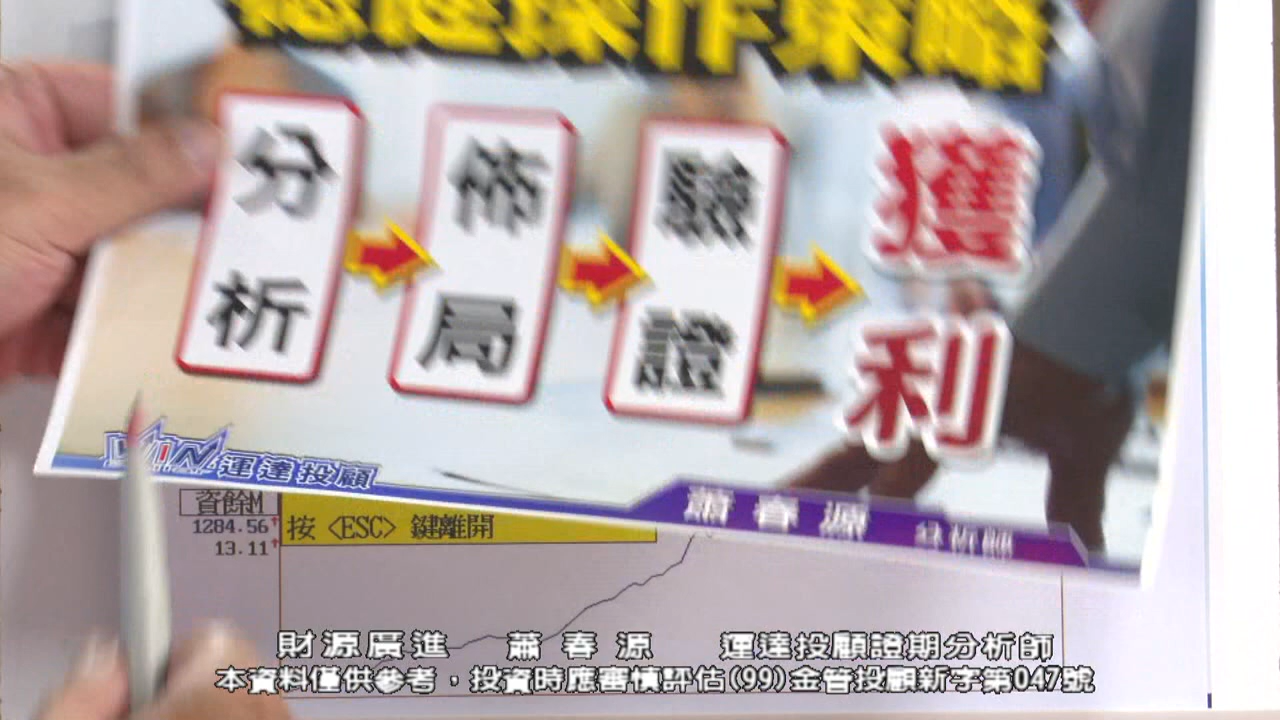 穩健操作策略
分析
佈局
驗證
獲利
WIN 運達投顧
蕭春源 分析師
資餘M
1284.56↑
13.11↑
按 <ESC> 鍵離開
財源廣進 蕭春源 運達投顧證期分析師
本資料僅供參考，投資時應審慎評估(99)金管投顧新字第047號